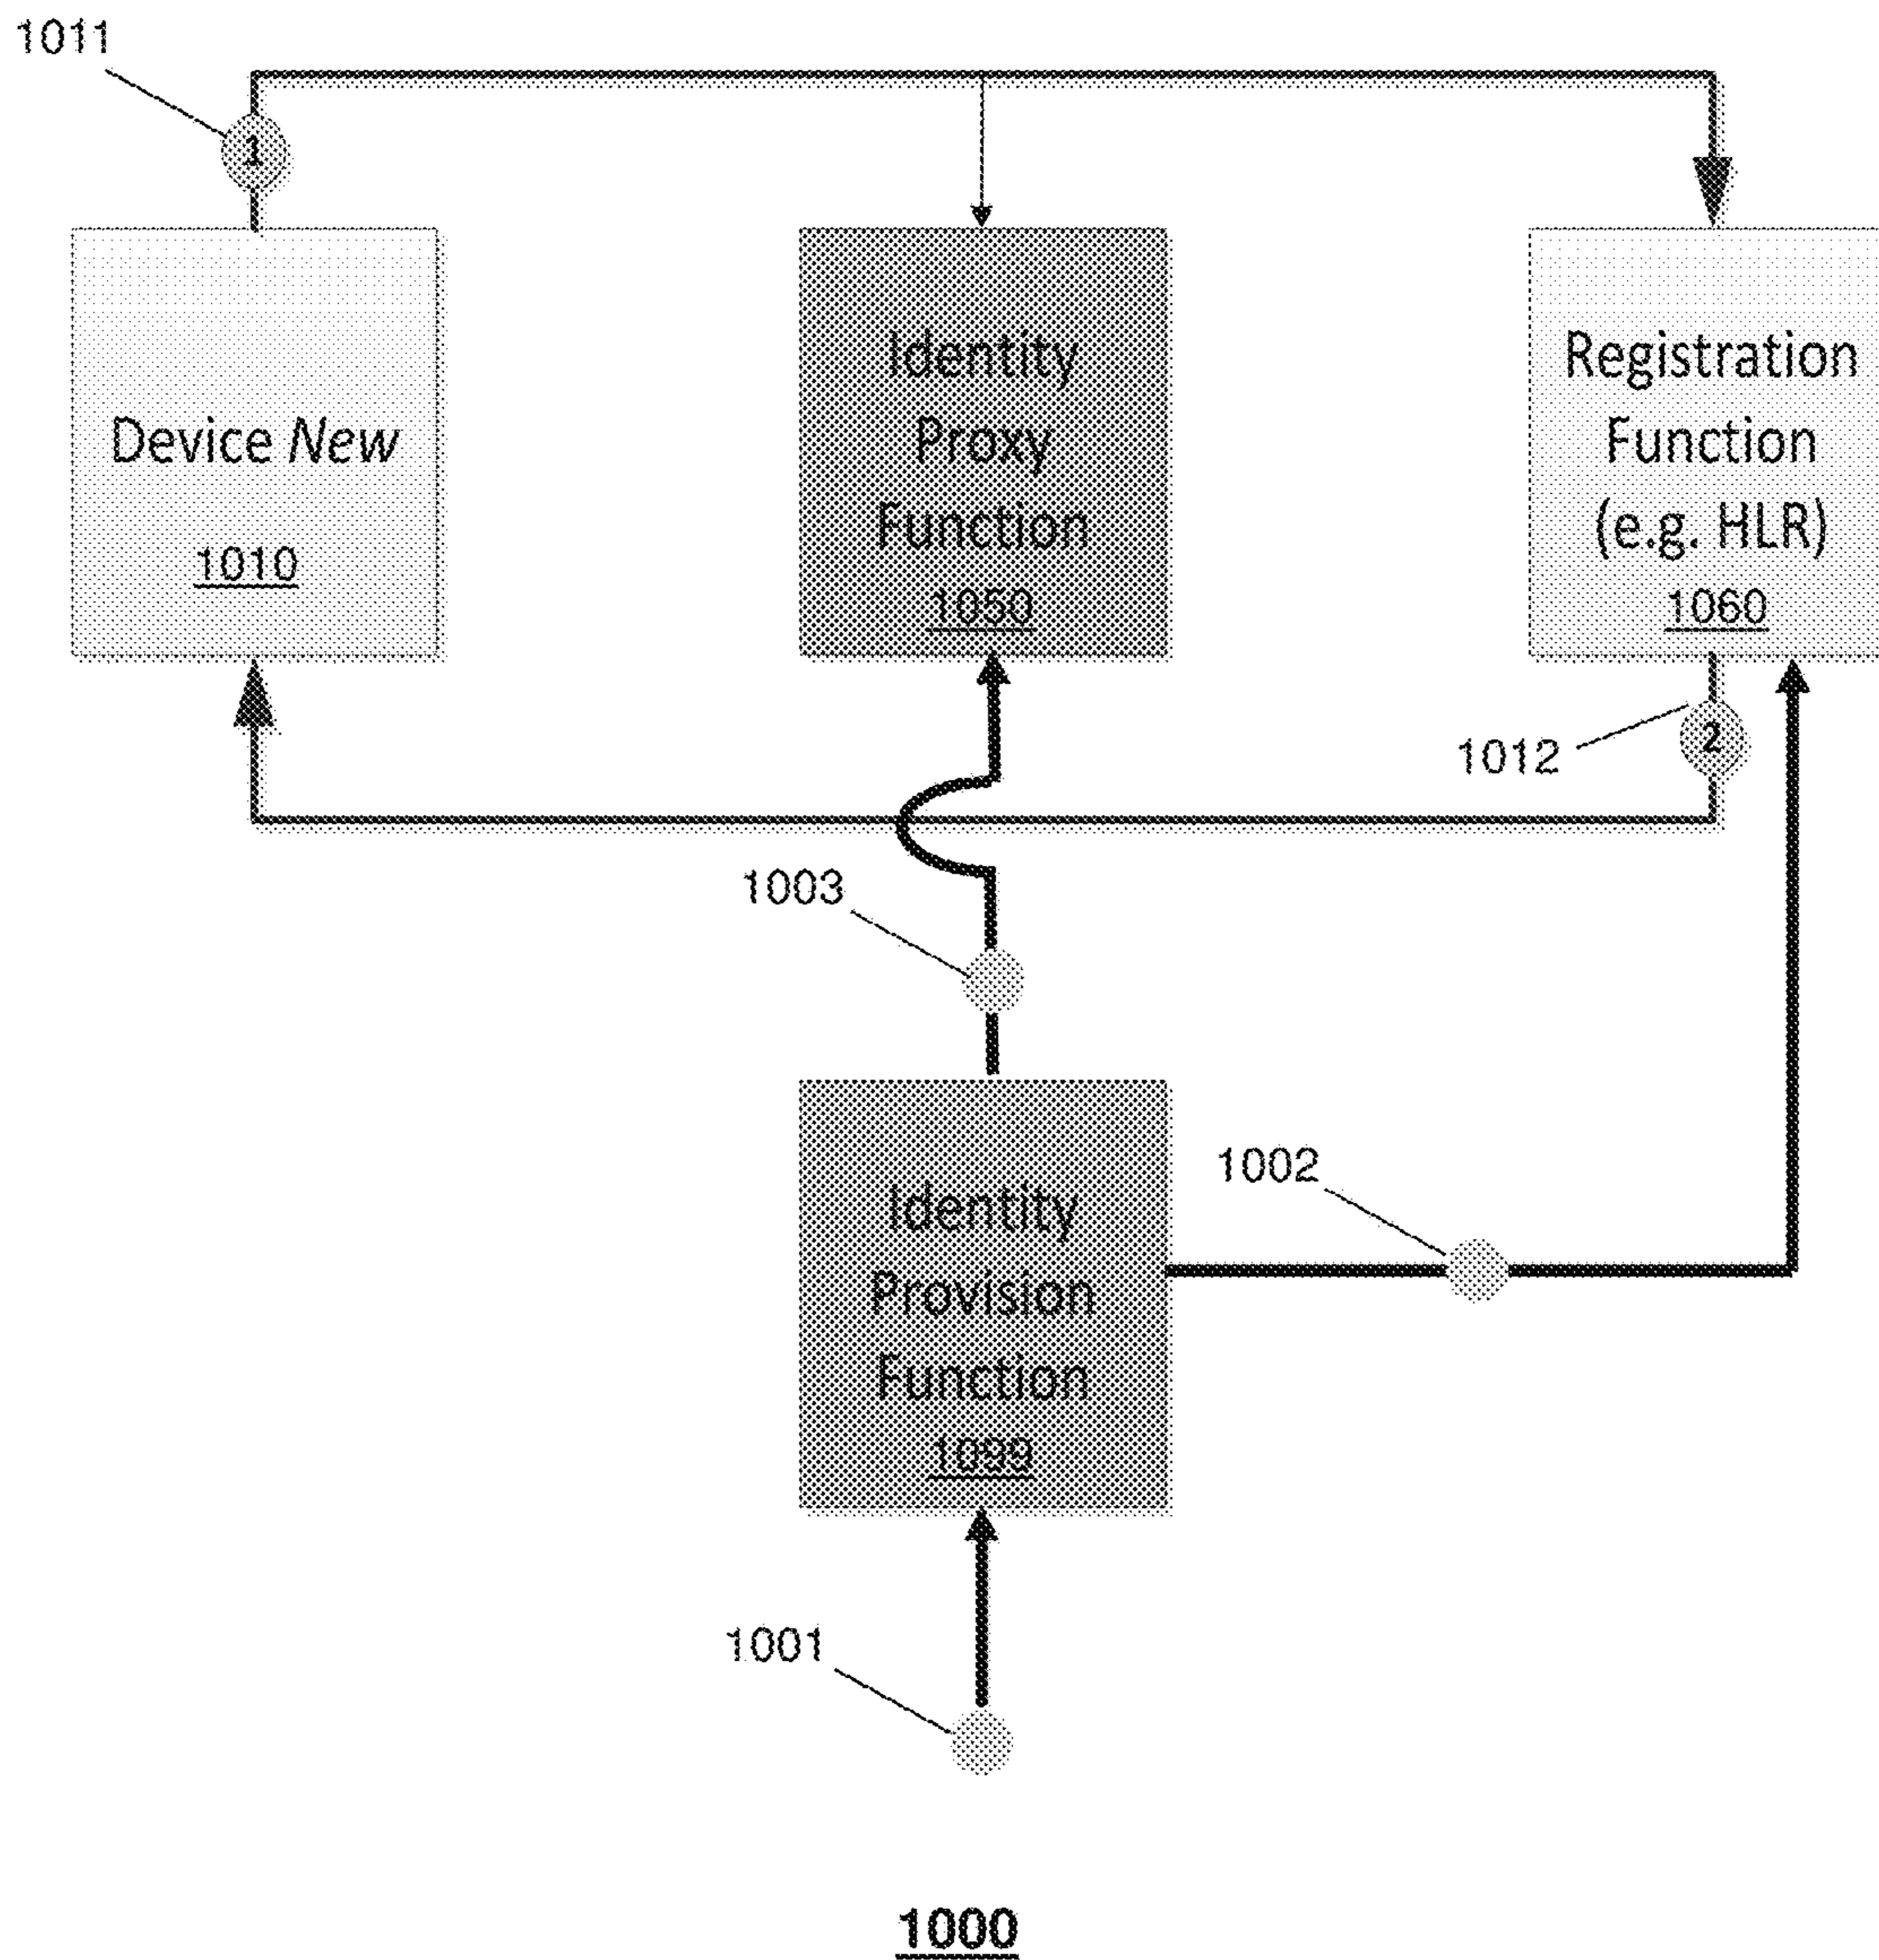 1011
1
Device New
1010
Identity
Proxy
Function
1050
Registration
Function
(e.g. HLR)
1060
1012
2
1003
1002
Identity
Provision
Function
1099
1001
1000